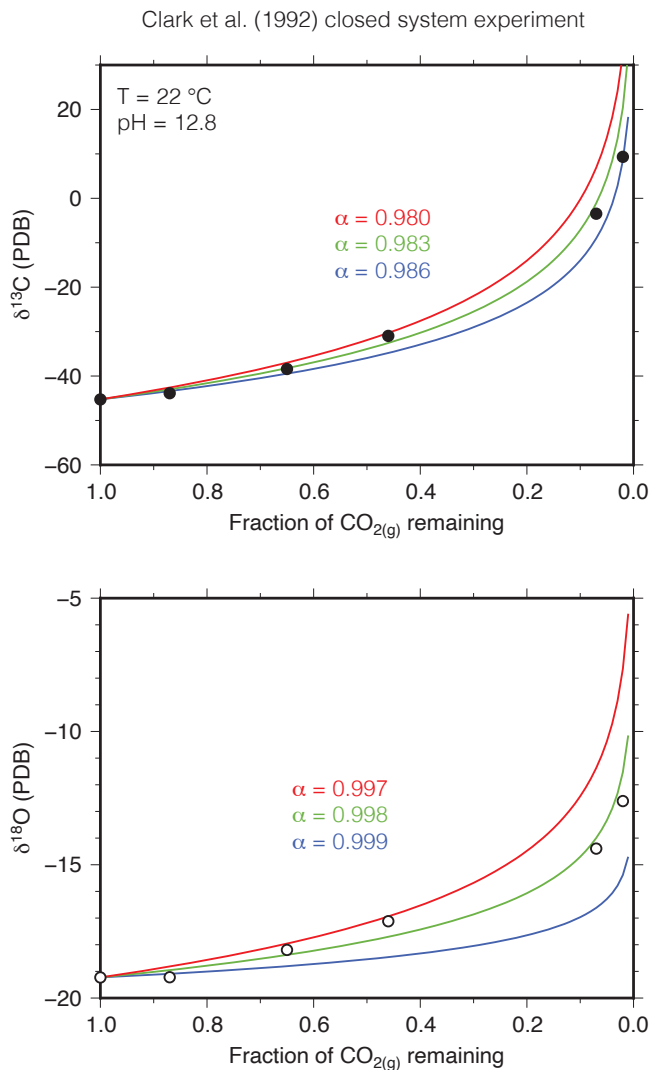 Clark et al. (1992) closed system experiment
T = 22 °C
pH = 12.8
α = 0.980
α = 0.983
α = 0.986
δ¹³C (PDB)
30
20
0
−20
−40
−60
1.0 0.8 0.6 0.4 0.2 0.0
Fraction of CO₂₍g₎ remaining
δ¹⁸O (PDB)
−5
−10
−15
−20
α = 0.997
α = 0.998
α = 0.999
1.0 0.8 0.6 0.4 0.2 0.0
Fraction of CO₂₍g₎ remaining